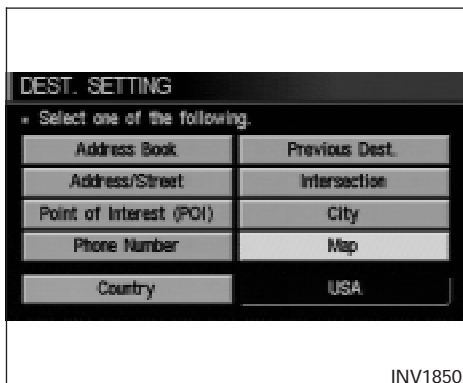 DEST. SETTING
▪ Select one of the following.
Address Book Previous Dest.
Address/Street Intersection
Point of Interest (POI) City
Phone Number Map
Country USA
INV1850